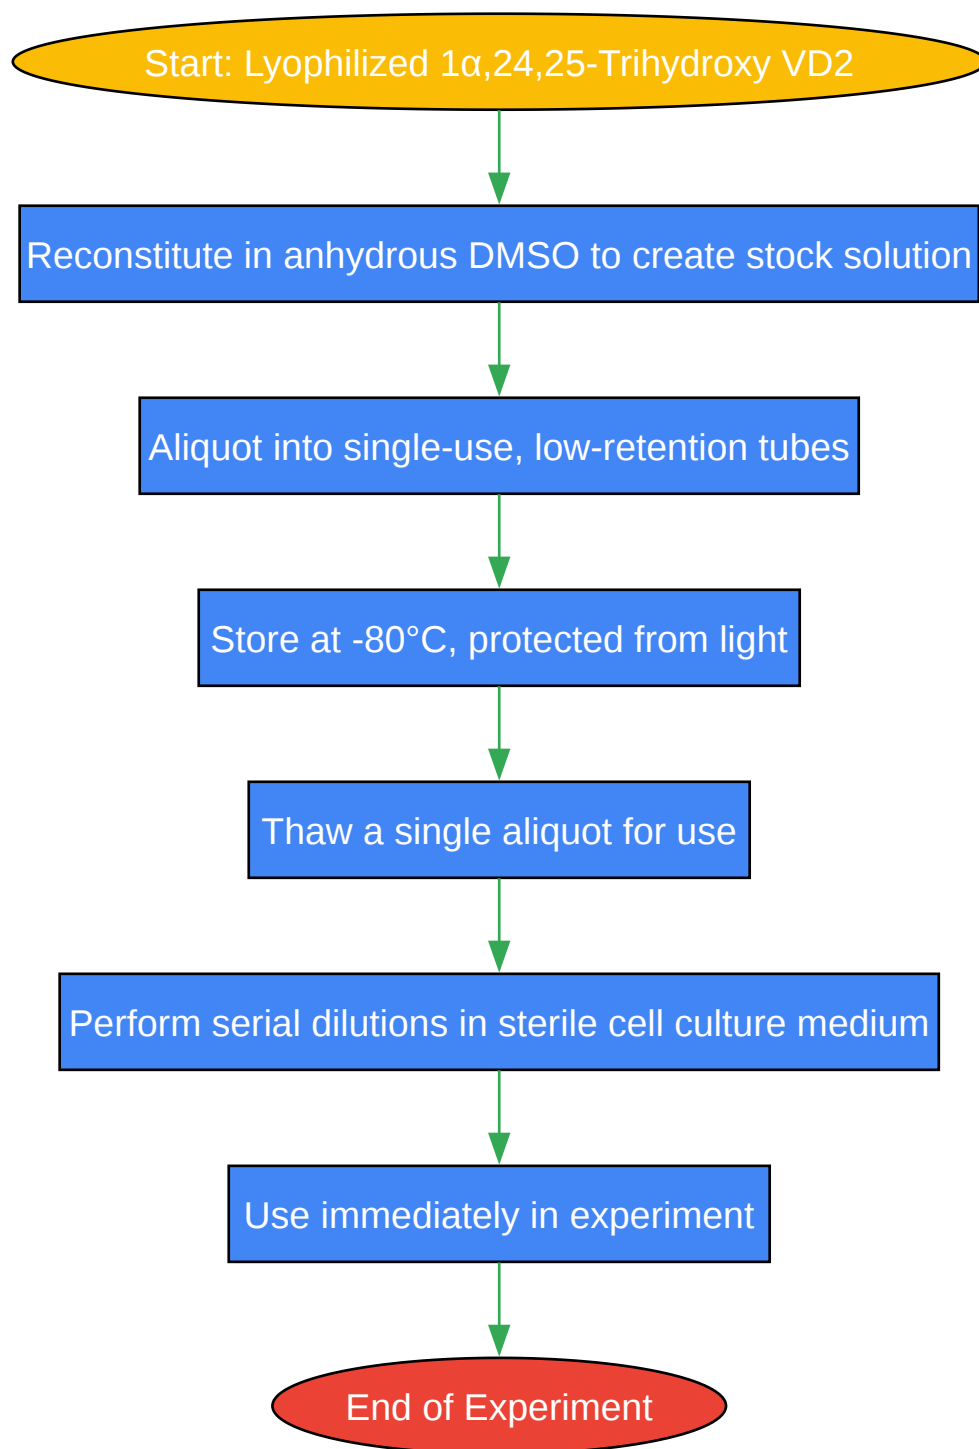 Start: Lyophilized 1α,24,25-Trihydroxy VD2
Reconstitute in anhydrous DMSO to create stock solution
Aliquot into single-use, low-retention tubes
Store at -80°C, protected from light
Thaw a single aliquot for use
Perform serial dilutions in sterile cell culture medium
Use immediately in experiment
End of Experiment